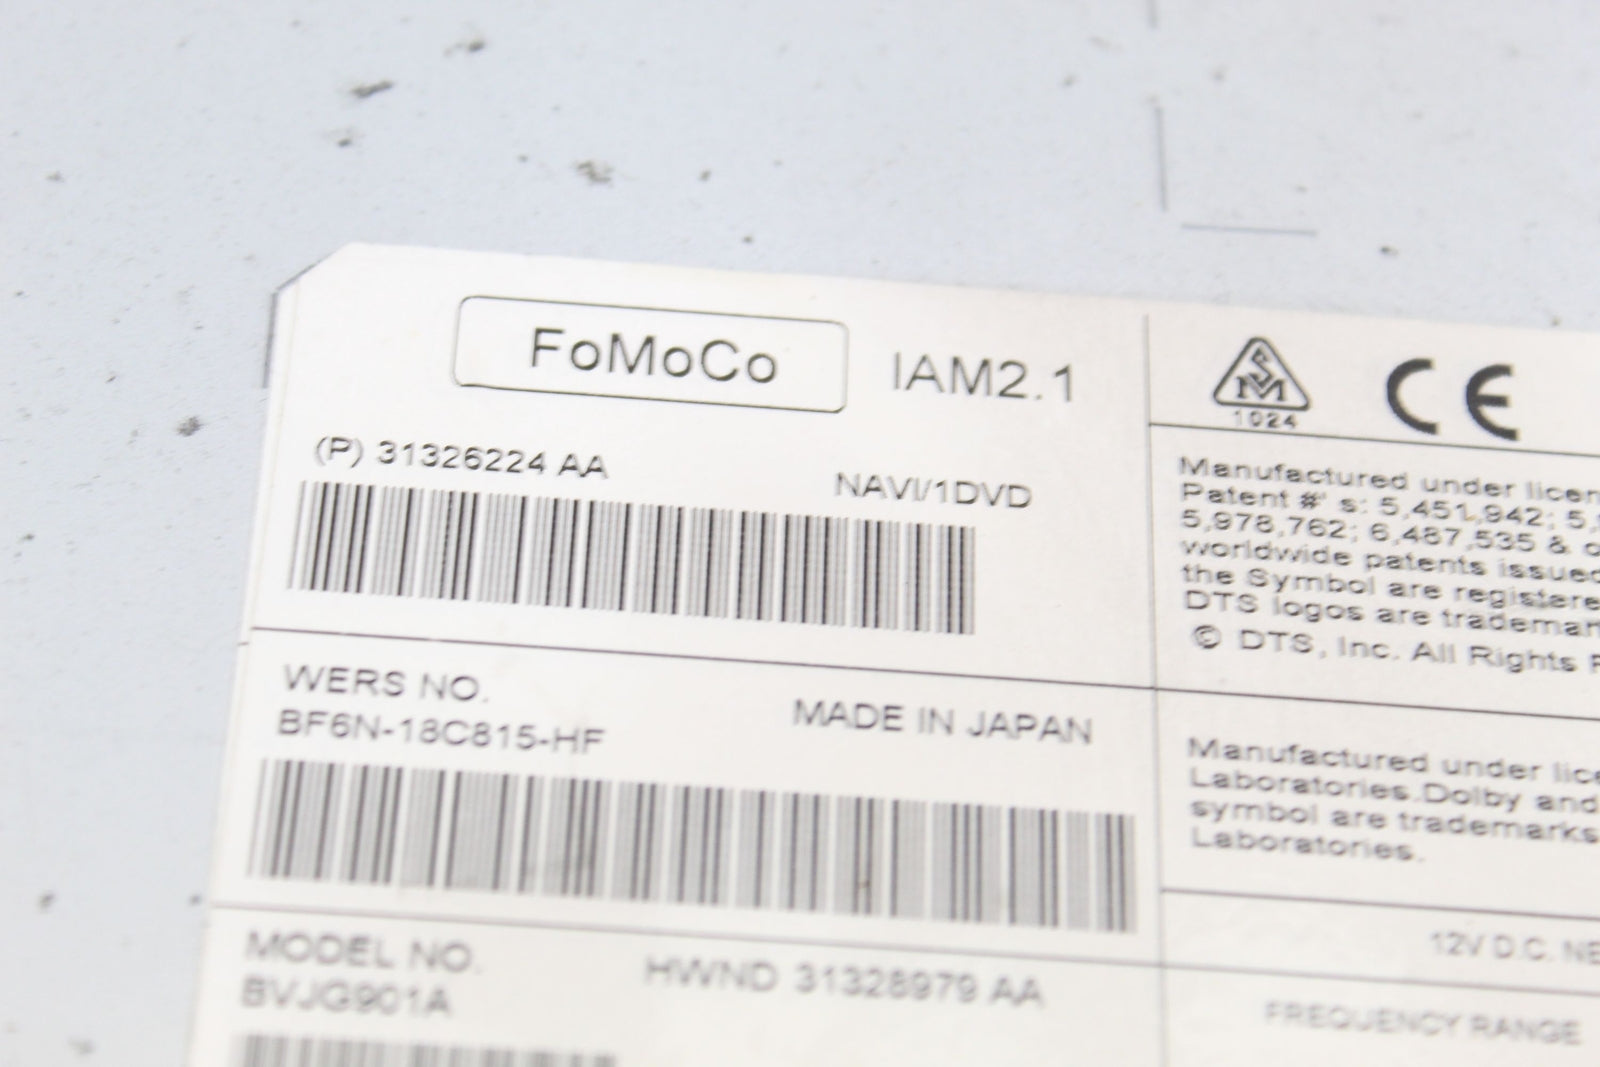 FoMoCo IAM2.1
(P) 31326224 AA
NAVI/1DVD
WERS NO.
BF6N-18C815-HF
MADE IN JAPAN
MODEL NO.
BVJG901A
HWND 31328979 AA
SM
1024
CE
Manufactured under licen
Patent #' s: 5,451,942; 5,
5,978,762; 6,487,535 & o
worldwide patents issued
the Symbol are registere
DTS logos are trademar
© DTS, Inc. All Rights R
Manufactured under lice
Laboratories.Dolby and
symbol are trademarks
Laboratories.
12V D.C. NE
FREQUENCY RANGE